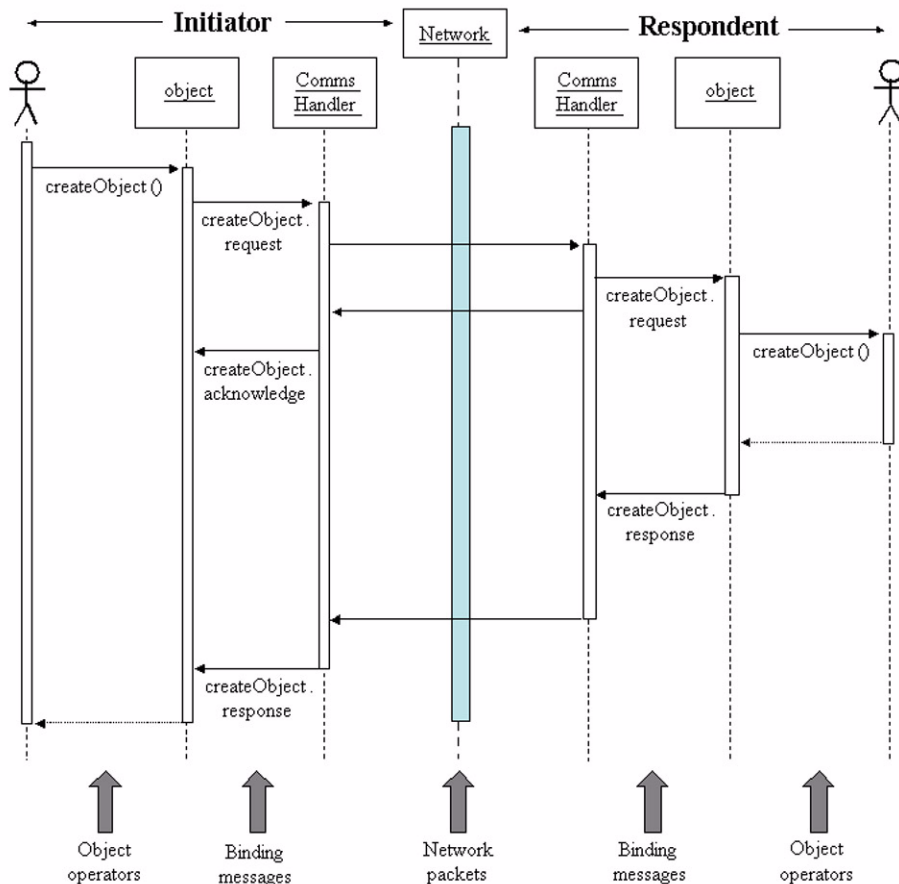 Initiator
Network
Respondent
object
Comms
Handler
Comms
Handler
object
createObject ()
createObject .
request
createObject .
request
createObject ()
createObject .
acknowledge
createObject .
response
createObject .
response
Object
operators
Binding
messages
Network
packets
Binding
messages
Object
operators